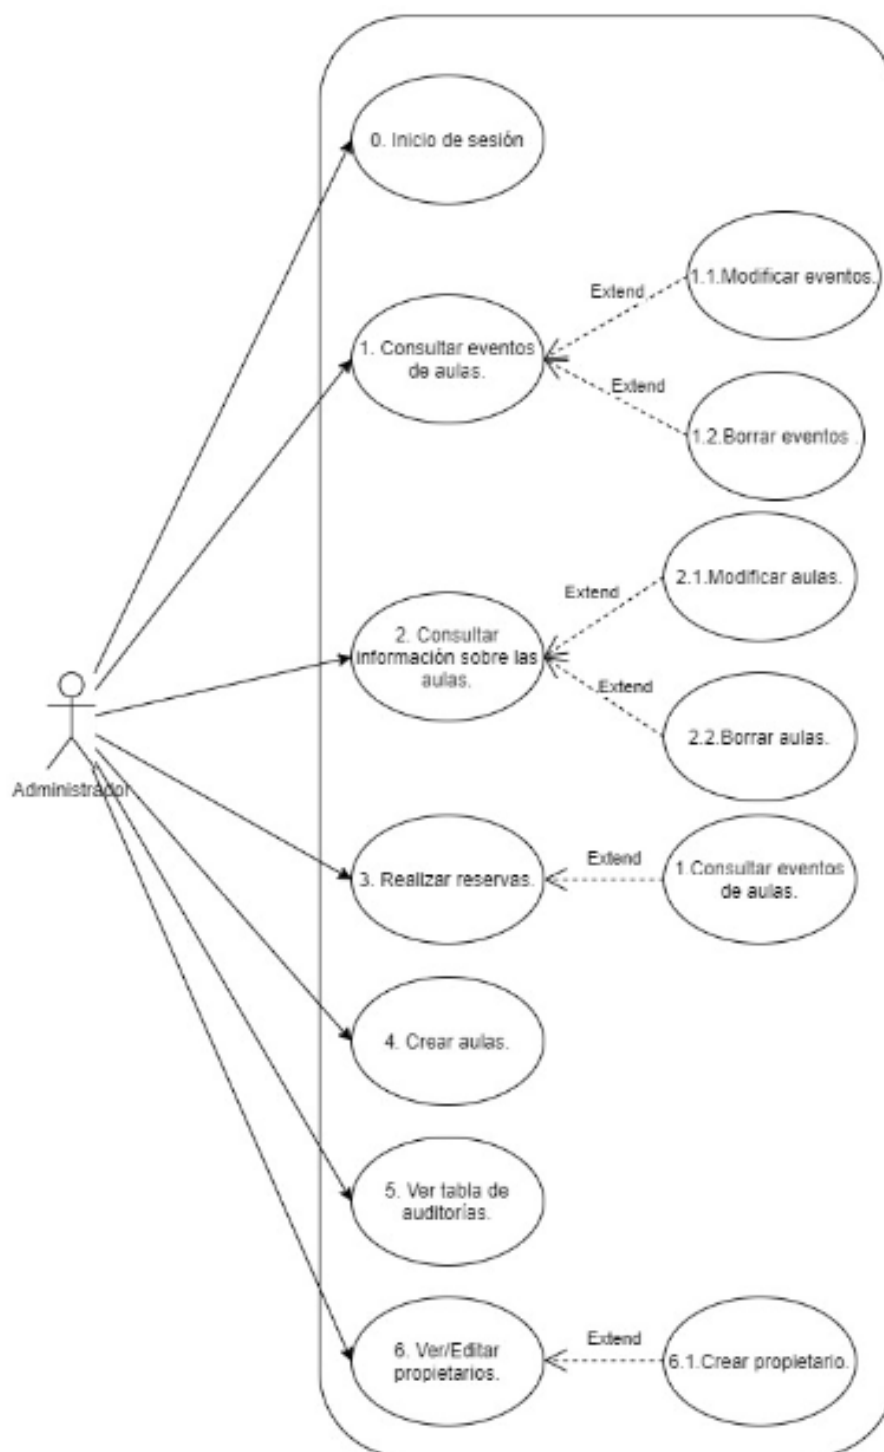 0. Inicio de sesión
1.1.Modificar eventos.
Extend
1. Consultar eventos
de aulas.
Extend
1.2.Borrar eventos .
2.1.Modificar aulas.
Extend
2. Consultar
información sobre las
aulas.
Extend
2.2.Borrar aulas.
Administrador
3. Realizar reservas.
Extend
1.Consultar eventos
de aulas.
4. Crear aulas.
5. Ver tabla de
auditorías.
6. Ver/Editar
propietarios.
Extend
6.1.Crear propietario.